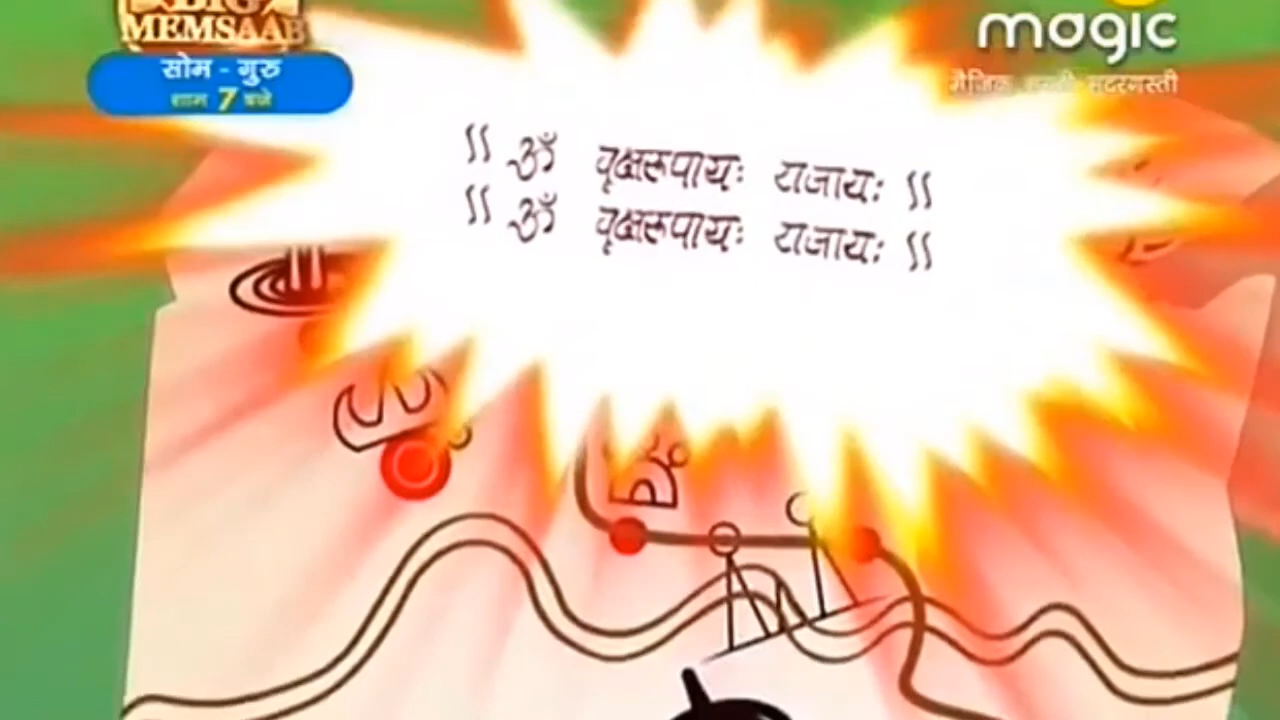 BIG
MEMSAAB
सोम - गुरु
शाम 7 बजे
magic
॥ ॐ वृक्षरूपायः राजायः ॥
॥ ॐ वृक्षरूपायः राजायः ॥